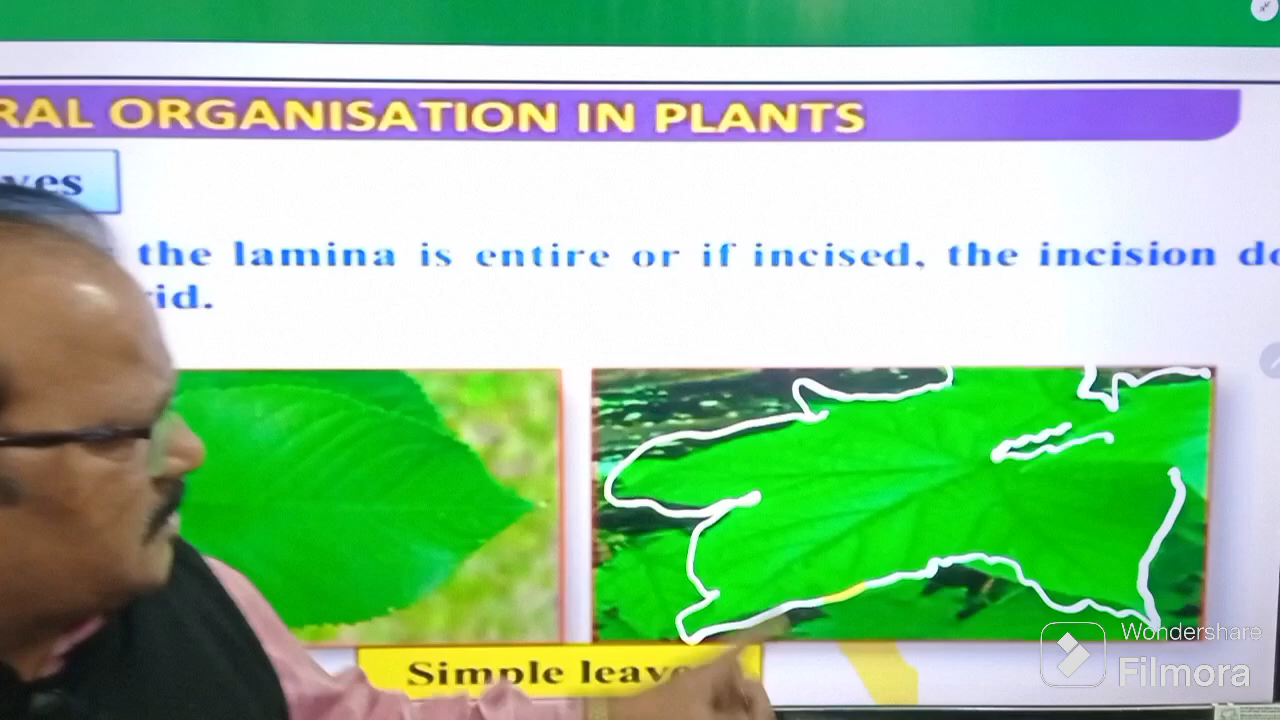 RAL ORGANISATION IN PLANTS
ves
the lamina is entire or if incised, the incision do
rid.
Simple leave
Wondershare
Filmora